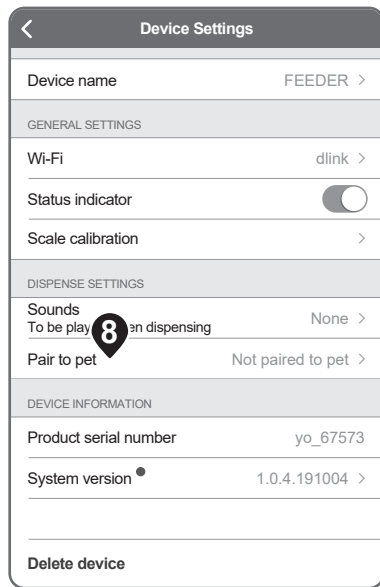 Device Settings
Device name FEEDER >
GENERAL SETTINGS
Wi-Fi dlink >
Status indicator
Scale calibration >
DISPENSE SETTINGS
Sounds None >
To be play 8 en dispensing
Pair to pet Not paired to pet >
DEVICE INFORMATION
Product serial number yo_67573
System version 1.0.4.191004 >
Delete device